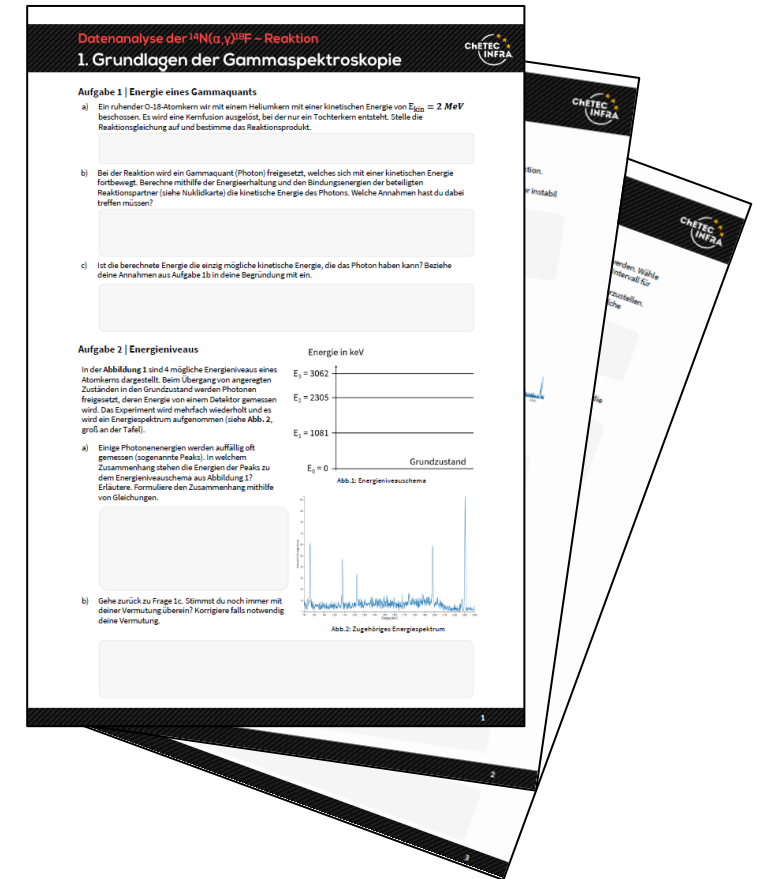 Datenanalyse der ¹⁴N(α,γ)¹⁸F – Reaktion
1. Grundlagen der Gammaspektroskopie
CHETEC
INFRA
Aufgabe 1 | Energie eines Gammaquants
a) Ein ruhender O-18-Atomkern wir mit einem Heliumkern mit einer kinetischen Energie von E_kin = 2 MeV
beschossen. Es wird eine Kernfusion ausgelöst, bei der nur ein Tochterkern entsteht. Stelle die
Reaktionsgleichung auf und bestimme das Reaktionsprodukt.
b) Bei der Reaktion wird ein Gammaquant (Photon) freigesetzt, welches sich mit einer kinetischen Energie
fortbewegt. Berechne mithilfe der Energieerhaltung und den Bindungsenergien der beteiligten
Reaktionspartner (siehe Nuklidkarte) die kinetische Energie des Photons. Welche Annahmen hast du dabei
treffen müssen?
c) Ist die berechnete Energie die einzig mögliche kinetische Energie, die das Photon haben kann? Beziehe
deine Annahmen aus Aufgabe 1b in deine Begründung mit ein.
Aufgabe 2 | Energieniveaus
In der Abbildung 1 sind 4 mögliche Energieniveaus eines
Atomkerns dargestellt. Beim Übergang von angeregten
Zuständen in den Grundzustand werden Photonen
freigesetzt, deren Energie von einem Detektor gemessen
wird. Das Experiment wird mehrfach wiederholt und es
wird ein Energiespektrum aufgenommen (siehe Abb. 2,
groß an der Tafel).
a) Einige Photonenenergien werden auffällig oft
gemessen (sogenannte Peaks). In welchem
Zusammenhang stehen die Energien der Peaks zu
dem Energieniveauschema aus Abbildung 1?
Erläutere. Formuliere den Zusammenhang mithilfe
von Gleichungen.
Energie in keV
E₃ = 3062
E₂ = 2305
E₁ = 1081
Grundzustand
E₀ = 0
Abb.1: Energieniveauschema
Abb.2: Zugehöriges Energiespektrum
b) Gehe zurück zu Frage 1c. Stimmst du noch immer mit
deiner Vermutung überein? Korrigiere falls notwendig
deine Vermutung.
1
CHETEC
INFRA
tion.
r instabil
2
CHETEC
INFRA
werden. Wähle
Intervall für
rzustellen.
che
die
3